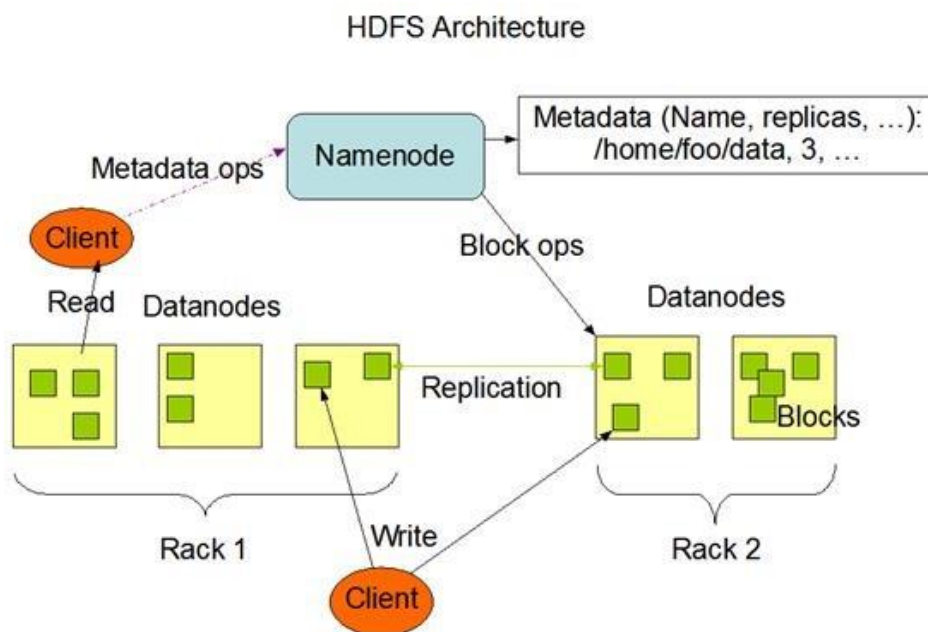 HDFS Architecture
Metadata (Name, replicas, …):
/home/foo/data, 3, …
Namenode
Metadata ops
Client
Block ops
Read
Datanodes
Datanodes
Replication
Blocks
Rack 1
Write
Rack 2
Client